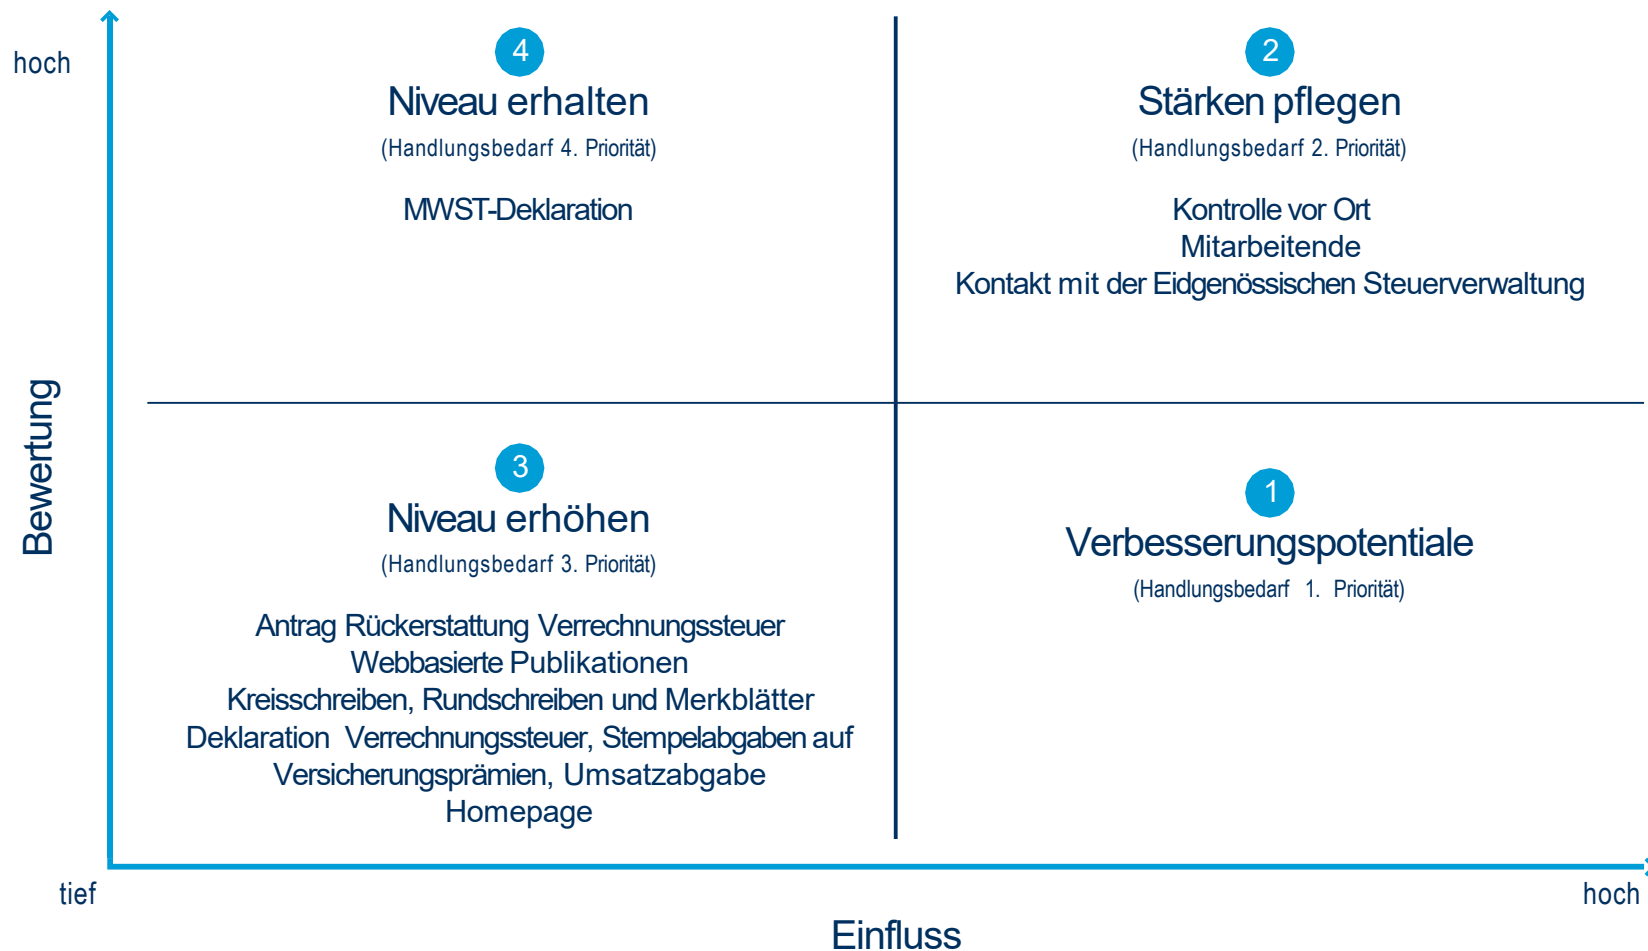 hoch
4
Niveau erhalten
(Handlungsbedarf 4. Priorität)
MWST-Deklaration
2
Stärken pflegen
(Handlungsbedarf 2. Priorität)
Kontrolle vor Ort
Mitarbeitende
Kontakt mit der Eidgenössischen Steuerverwaltung
Bewertung
3
Niveau erhöhen
(Handlungsbedarf 3. Priorität)
Antrag Rückerstattung Verrechnungssteuer
Webbasierte Publikationen
Kreisschreiben, Rundschreiben und Merkblätter
Deklaration Verrechnungssteuer, Stempelabgaben auf
Versicherungsprämien, Umsatzabgabe
Homepage
1
Verbesserungspotentiale
(Handlungsbedarf 1. Priorität)
tief
hoch
Einfluss